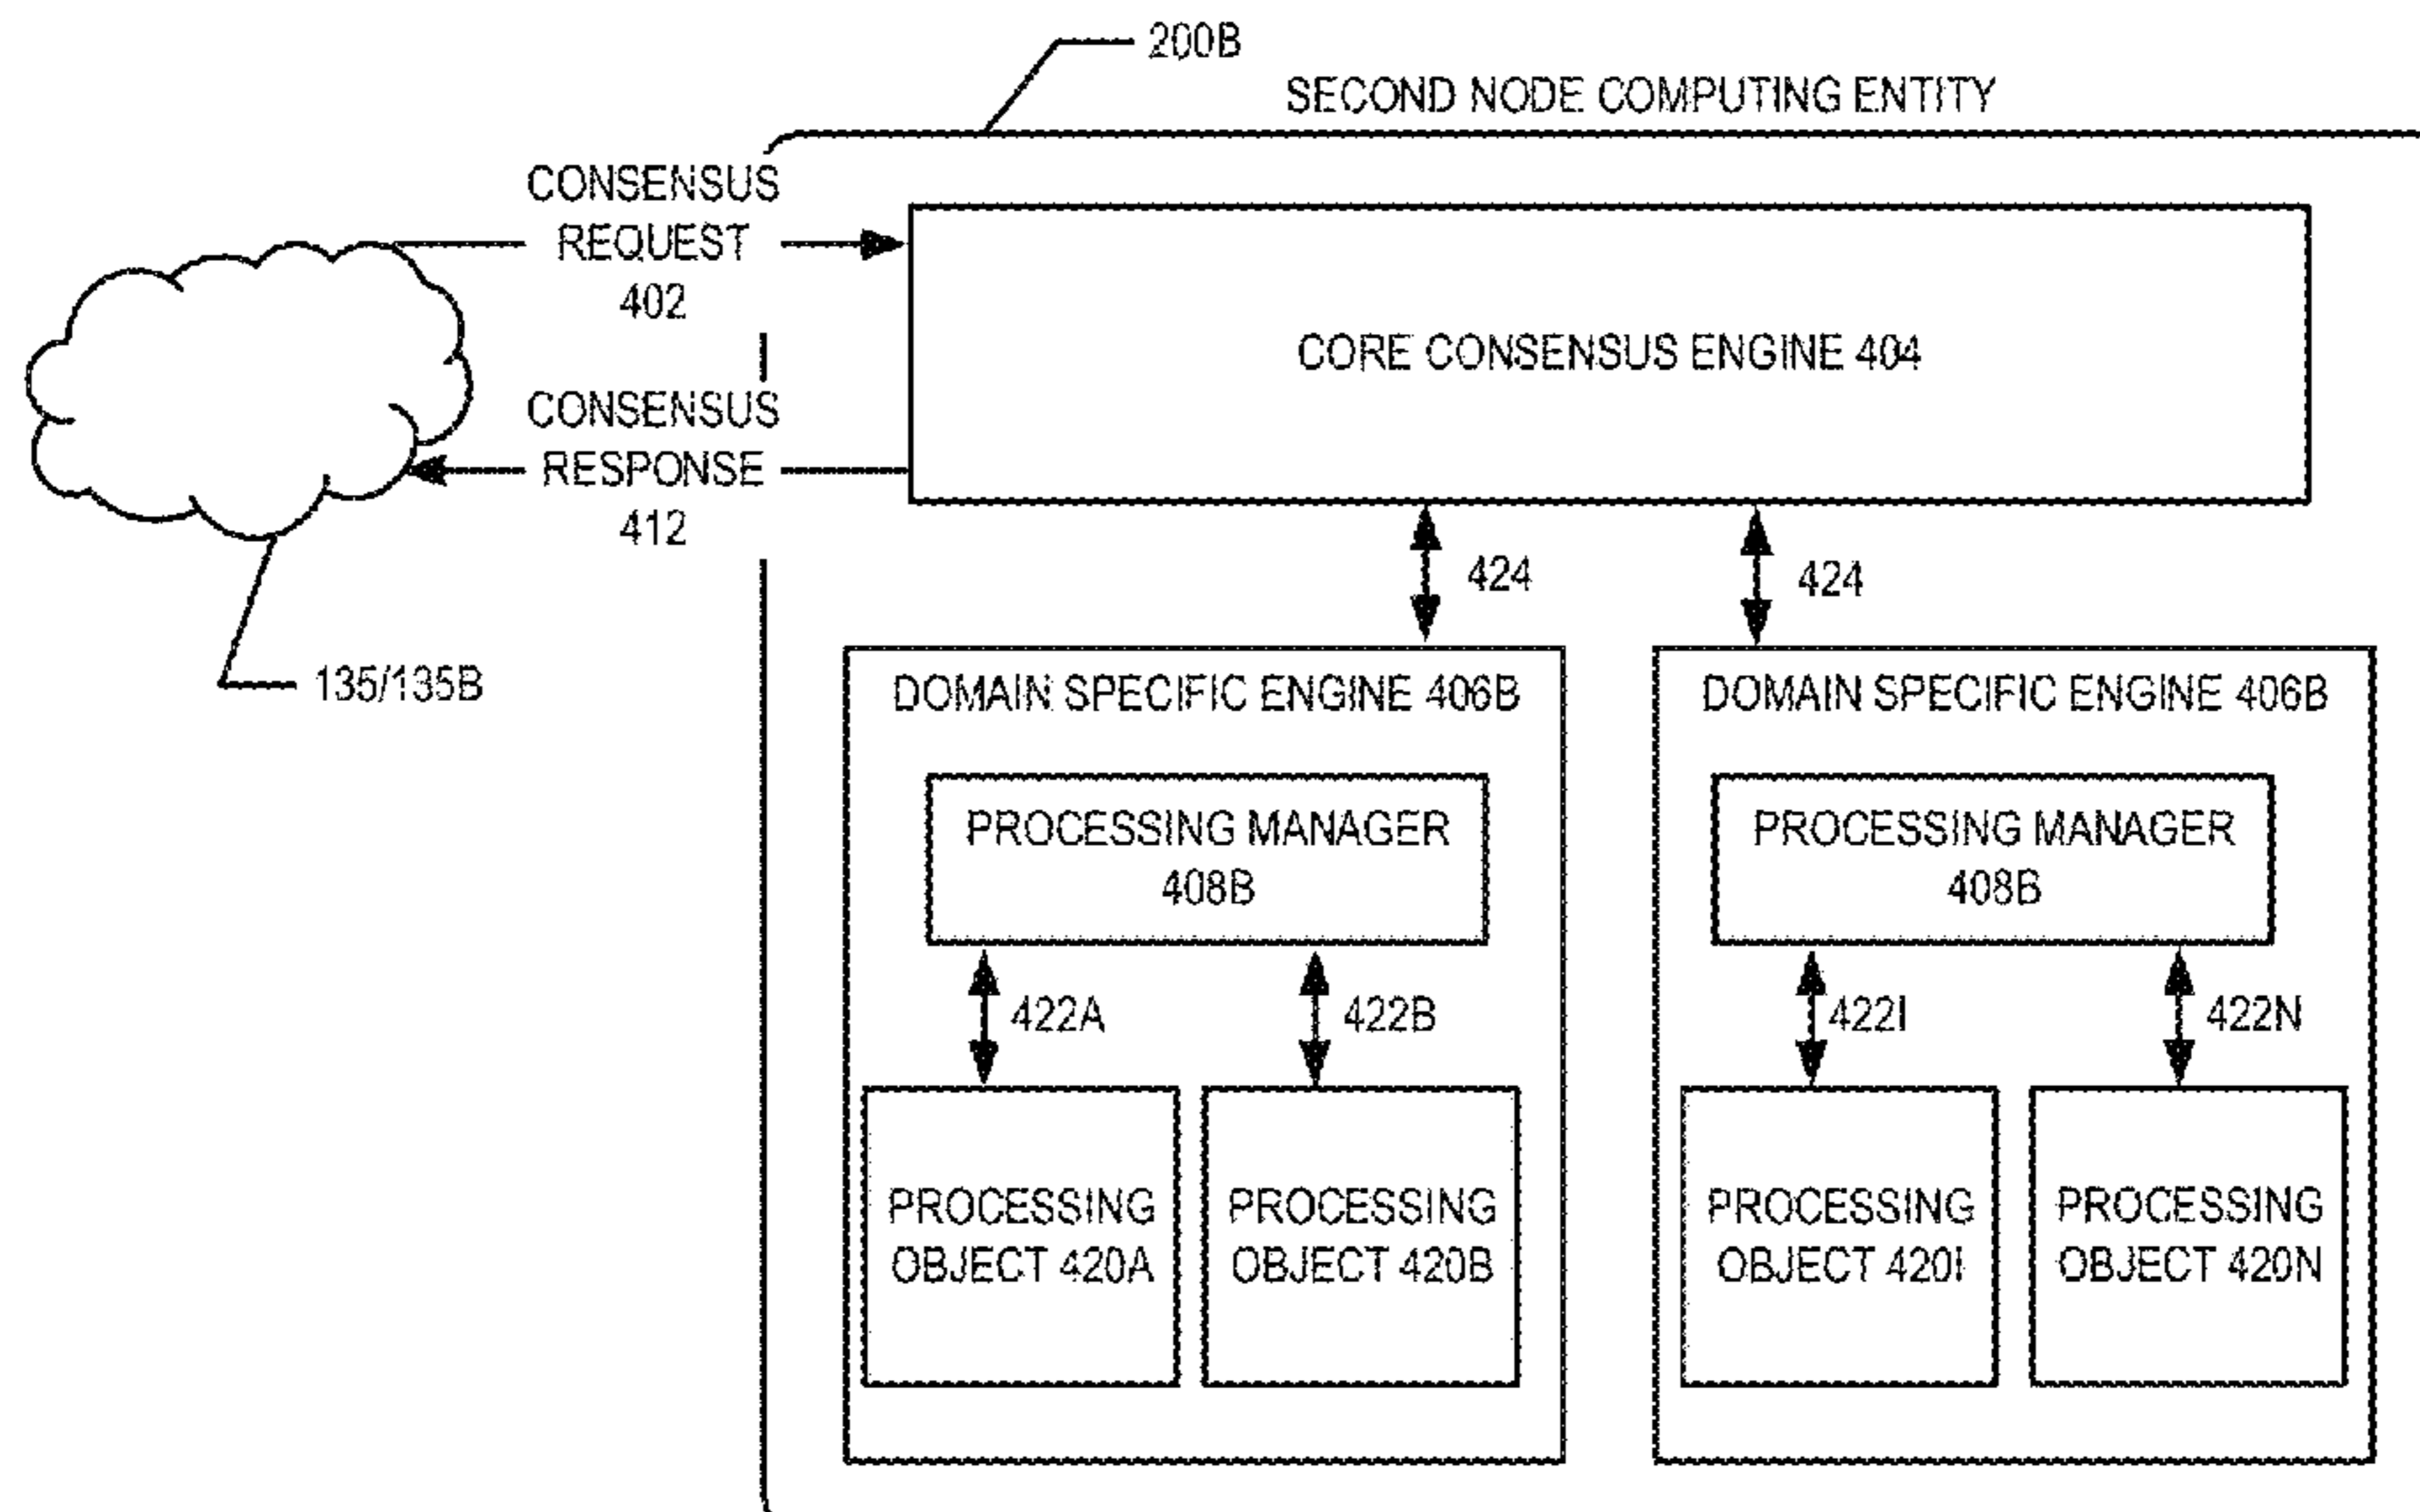 200B
SECOND NODE COMPUTING ENTITY
CONSENSUS
REQUEST
402
CORE CONSENSUS ENGINE 404
CONSENSUS
RESPONSE
412
424
424
135/135B
DOMAIN SPECIFIC ENGINE 406B
DOMAIN SPECIFIC ENGINE 406B
PROCESSING MANAGER
408B
PROCESSING MANAGER
408B
422A
422B
422I
422N
PROCESSING
OBJECT 420A
PROCESSING
OBJECT 420B
PROCESSING
OBJECT 420I
PROCESSING
OBJECT 420N